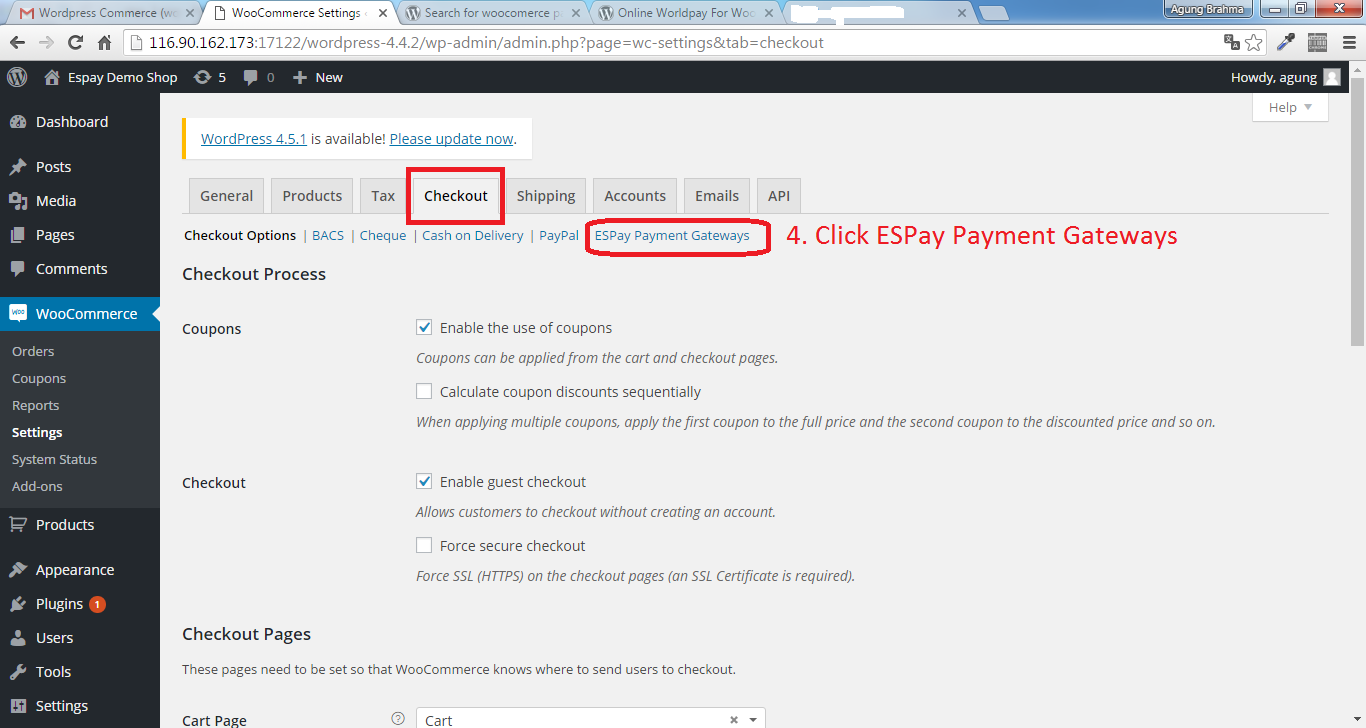 Wordpress Commerce (wo
WooCommerce Settings
Search for woocomerce p
Online Worldpay For Woo
Agung Brahma
116.90.162.173:17122/wordpress-4.4.2/wp-admin/admin.php?page=wc-settings&tab=checkout
Espay Demo Shop 5 0 New Howdy, agung
Help
Dashboard
Posts
Media
Pages
Comments
WooCommerce
Orders
Coupons
Reports
Settings
System Status
Add-ons
Products
Appearance
Plugins 1
Users
Tools
Settings
WordPress 4.5.1 is available! Please update now.
General Products Tax Checkout Shipping Accounts Emails API
Checkout Options | BACS | Cheque | Cash on Delivery | PayPal ESPay Payment Gateways 4. Click ESPay Payment Gateways
Checkout Process
Coupons Enable the use of coupons
Coupons can be applied from the cart and checkout pages.
Calculate coupon discounts sequentially
When applying multiple coupons, apply the first coupon to the full price and the second coupon to the discounted price and so on.
Checkout Enable guest checkout
Allows customers to checkout without creating an account.
Force secure checkout
Force SSL (HTTPS) on the checkout pages (an SSL Certificate is required).
Checkout Pages
These pages need to be set so that WooCommerce knows where to send users to checkout.
Cart Page ? Cart